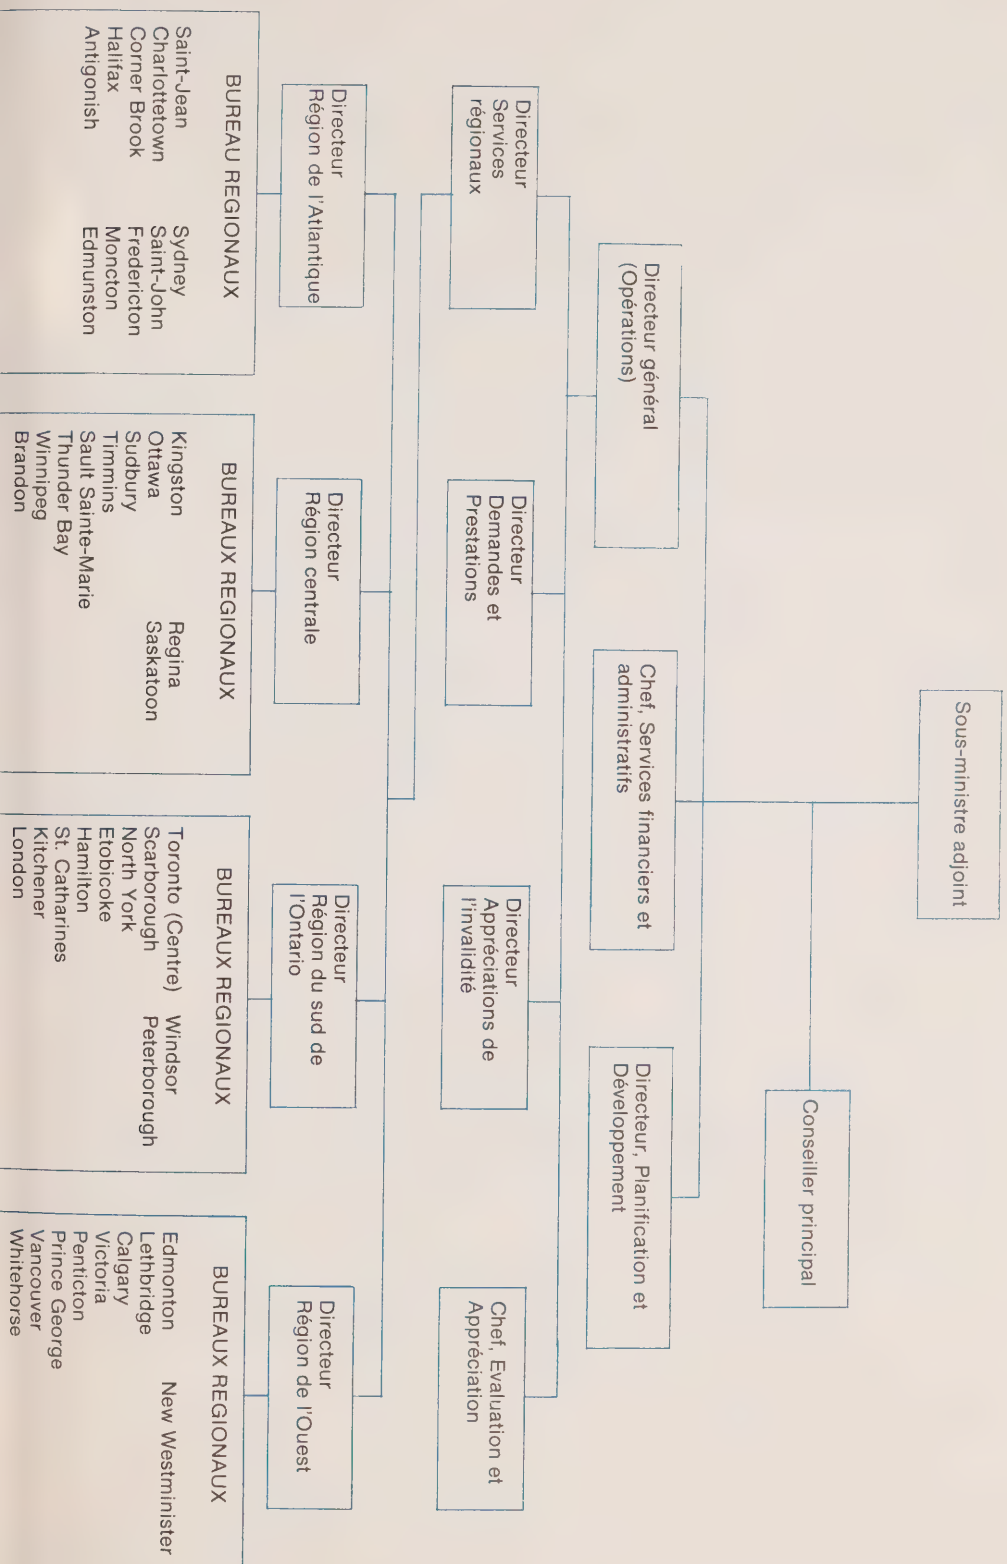 Sous-ministre adjoint
Conseiller principal
Directeur général
(Opérations)
Chef, Services financiers et
administratifs
Directeur, Planification et
Développement
Directeur
Services
régionaux
Directeur
Demandes et
Prestations
Directeur
Appréciations de
l'invalidité
Chef, Evaluation et
Appréciation
Directeur
Région de l'Atlantique
Directeur
Région centrale
Directeur
Région du sud de
l'Ontario
Directeur
Région de l'Ouest
BUREAU REGIONAUX
Saint-Jean
Charlottetown
Corner Brook
Halifax
Antigonish
Sydney
Saint-John
Fredericton
Moncton
Edmunston
BUREAUX REGIONAUX
Kingston
Ottawa
Sudbury
Timmins
Sault Sainte-Marie
Thunder Bay
Winnipeg
Brandon
Regina
Saskatoon
BUREAUX REGIONAUX
Toronto (Centre)
Scarborough
North York
Etobicoke
Hamilton
St. Catharines
Kitchener
London
Windsor
Peterborough
BUREAUX REGIONAUX
Edmonton
Lethbridge
Calgary
Victoria
Penticton
Prince George
Vancouver
Whitehorse
New Westminister